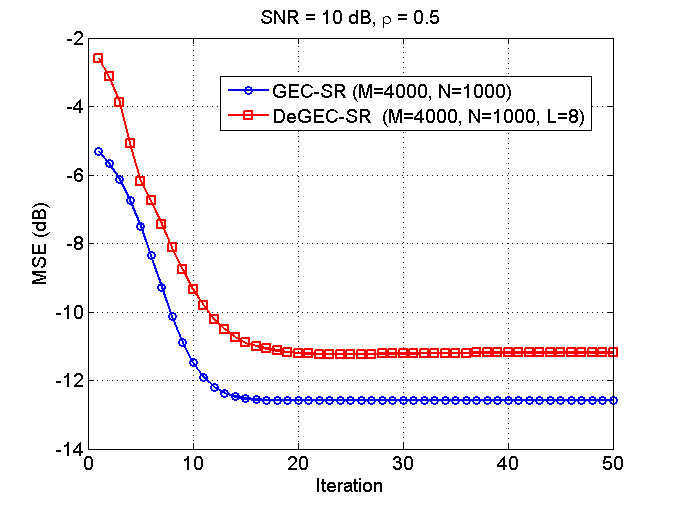 SNR = 10 dB, ρ = 0.5
-2
-4
-6
-8
-10
-12
-14
MSE (dB)
GEC-SR (M=4000, N=1000)
DeGEC-SR (M=4000, N=1000, L=8)
0 10 20 30 40 50
Iteration